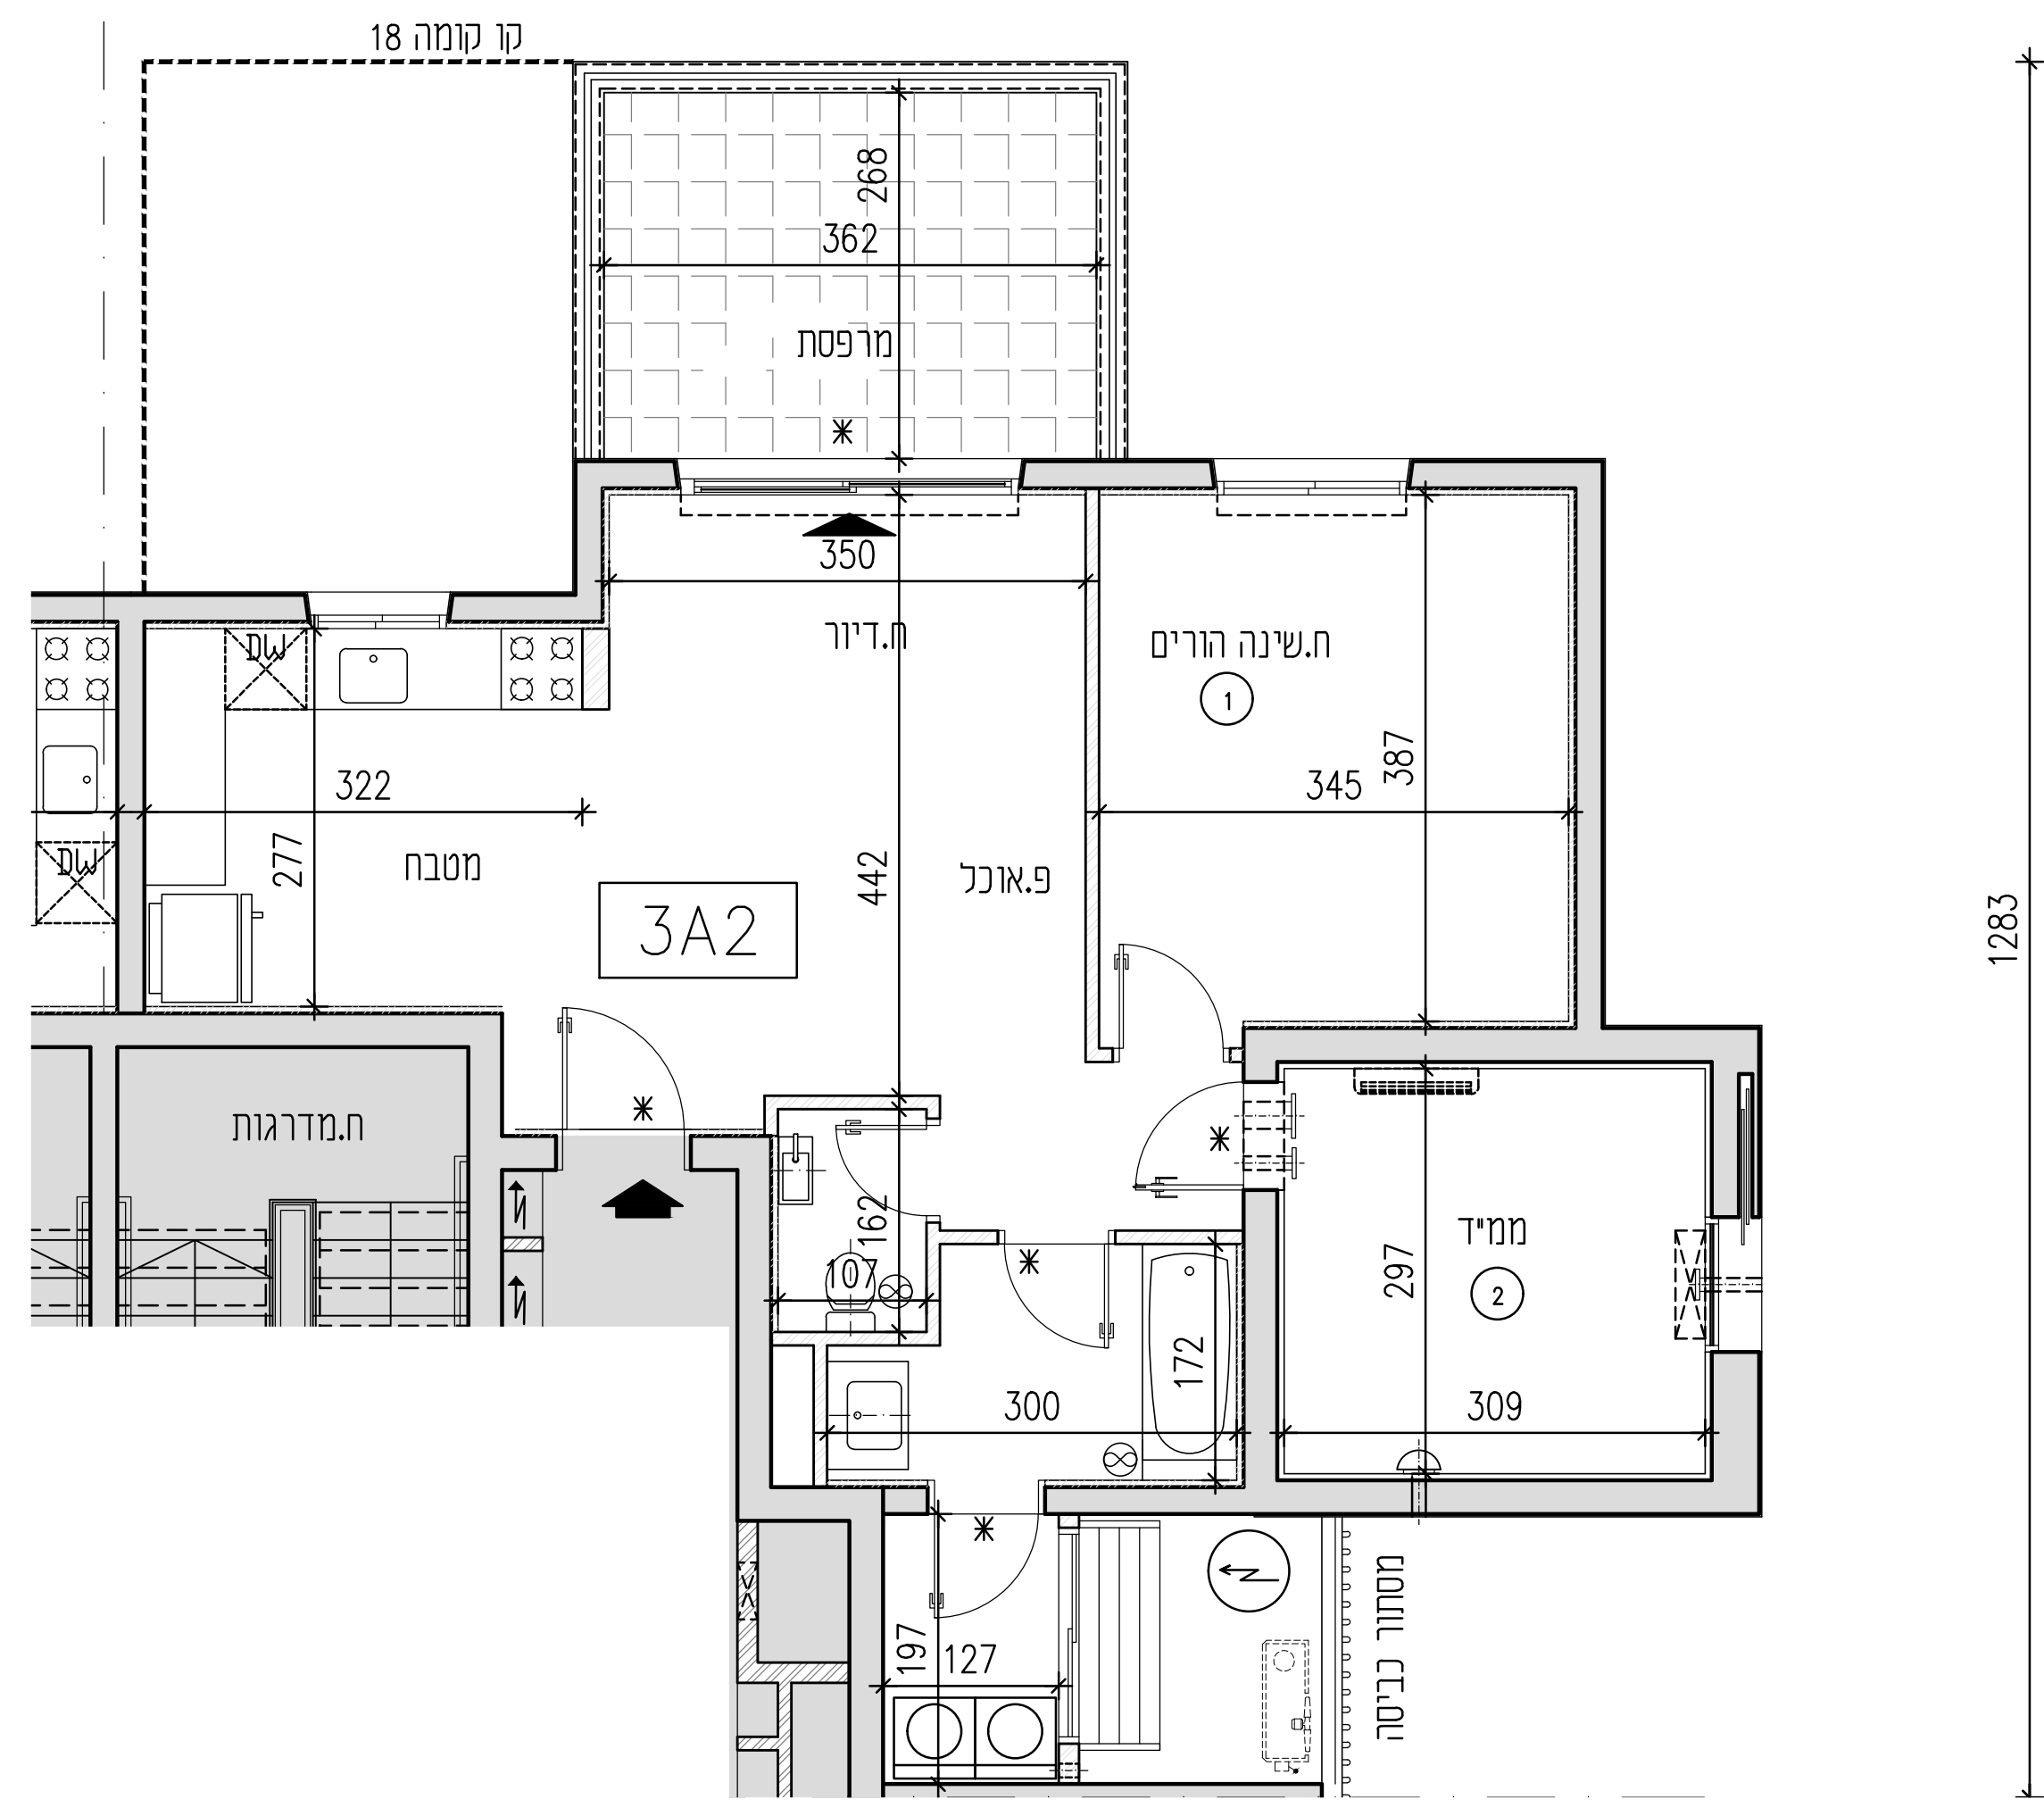 קו קומה 18
268
362
מרפסת
350
ח.דיור
ח.שינה הורים
1
DW
387
322
345
277
מטבח
442
פ.אוכל
DW
3A2
1283
ח.מדרגות
162
107
ממ"ד
297
2
172
300
309
197
127
מסתור כביסה